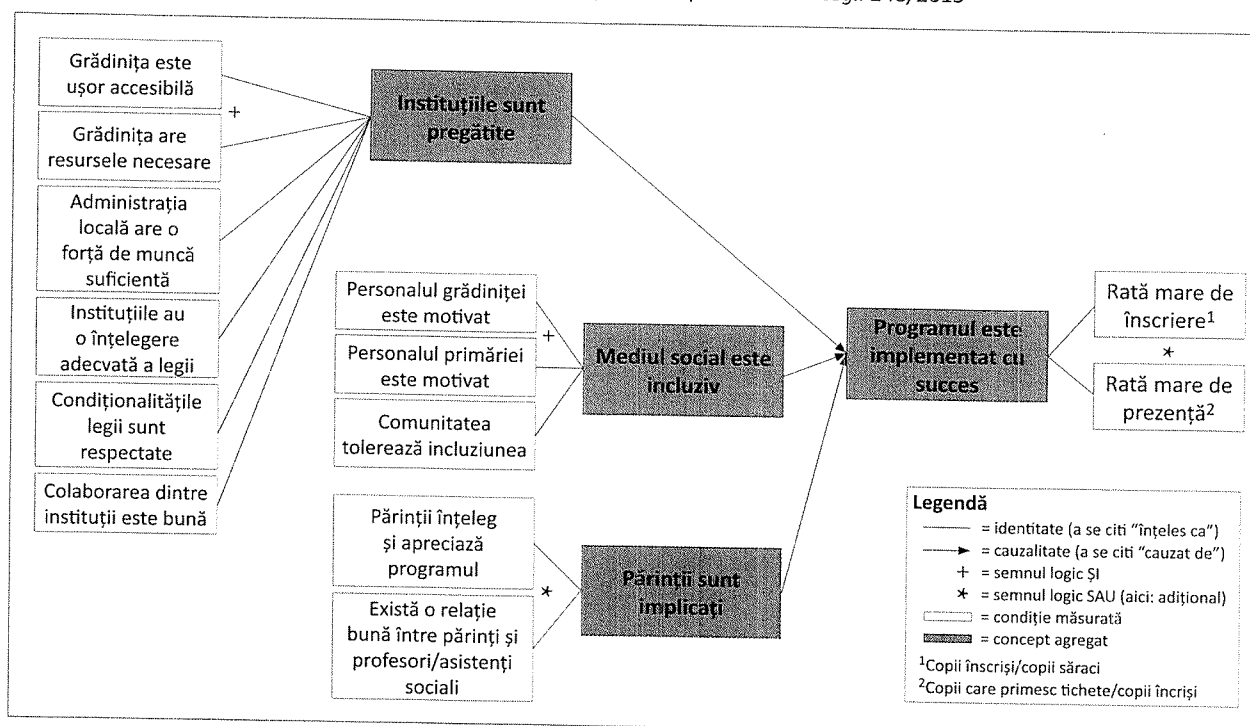 Grădinița este
ușor accesibilă
+
Grădinița are
resursele necesare
Administrația
locală are o
forță de muncă
suficientă
Instituțiile au
o înțelegere
adecvată a legii
Condiționalitățile
legii sunt
respectate
Colaborarea dintre
instituții este bună
Instituțiile sunt
pregătite
Personalul grădiniței
este motivat
+
Personalul primăriei
este motivat
Comunitatea
tolerează incluziunea
Mediul social este
incluziv
Părinții înțeleg
și apreciază
programul
*
Există o relație
bună între părinți și
profesori/asistenți
sociali
Părinții sunt
implicați
Programul este
implementat cu
succes
Rată mare de
înscriere1
*
Rată mare de
prezență2
Legendă
= identitate (a se citi “înțeles ca”)
= cauzalitate (a se citi “cauzat de”)
+ = semnul logic ȘI
* = semnul logic SAU (aici: adițional)
= condiție măsurată
= concept agregat
1Copii înscriși/copii săraci
2Copii care primesc tichete/copii încriși